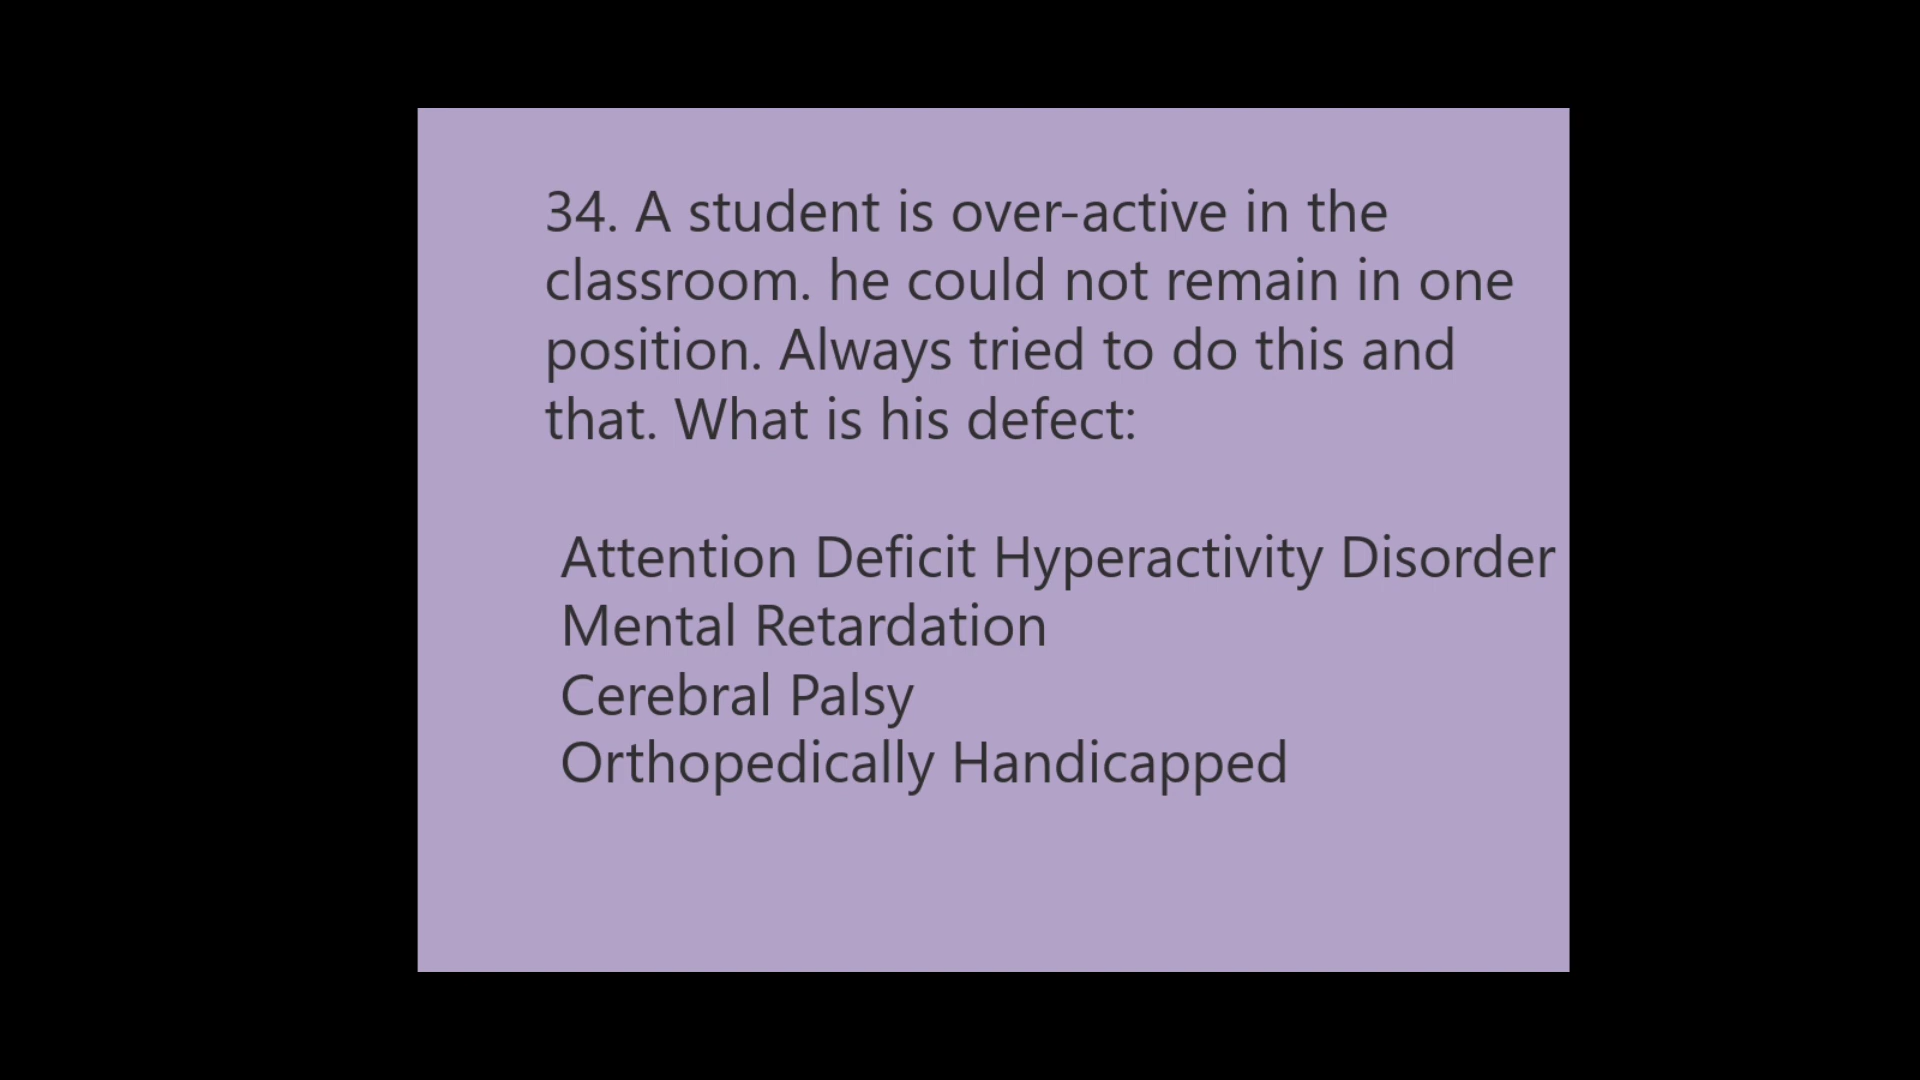 34. A student is over-active in the
classroom. he could not remain in one
position. Always tried to do this and
that. What is his defect:
Attention Deficit Hyperactivity Disorder
Mental Retardation
Cerebral Palsy
Orthopedically Handicapped